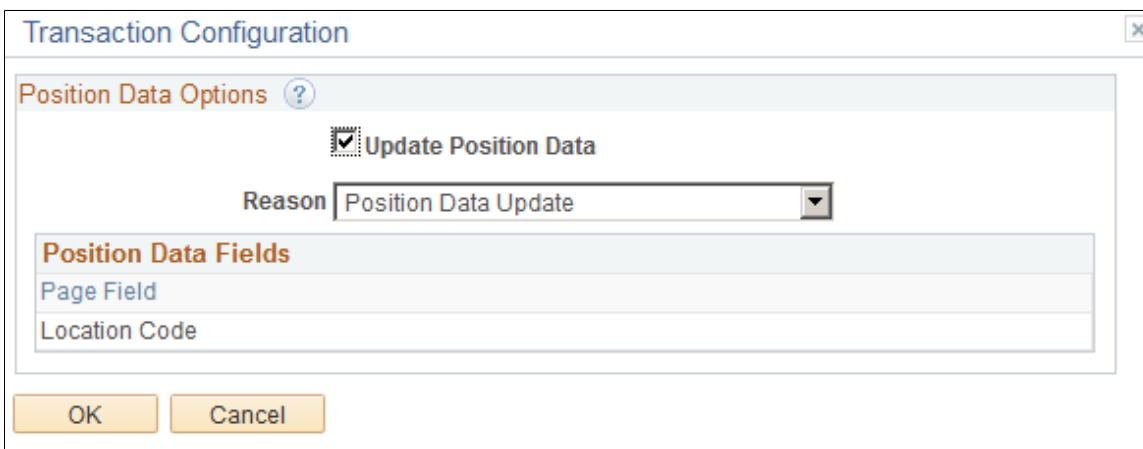 Transaction Configuration
Position Data Options ?
Update Position Data
Reason Position Data Update
Position Data Fields
Page Field
Location Code
OK Cancel